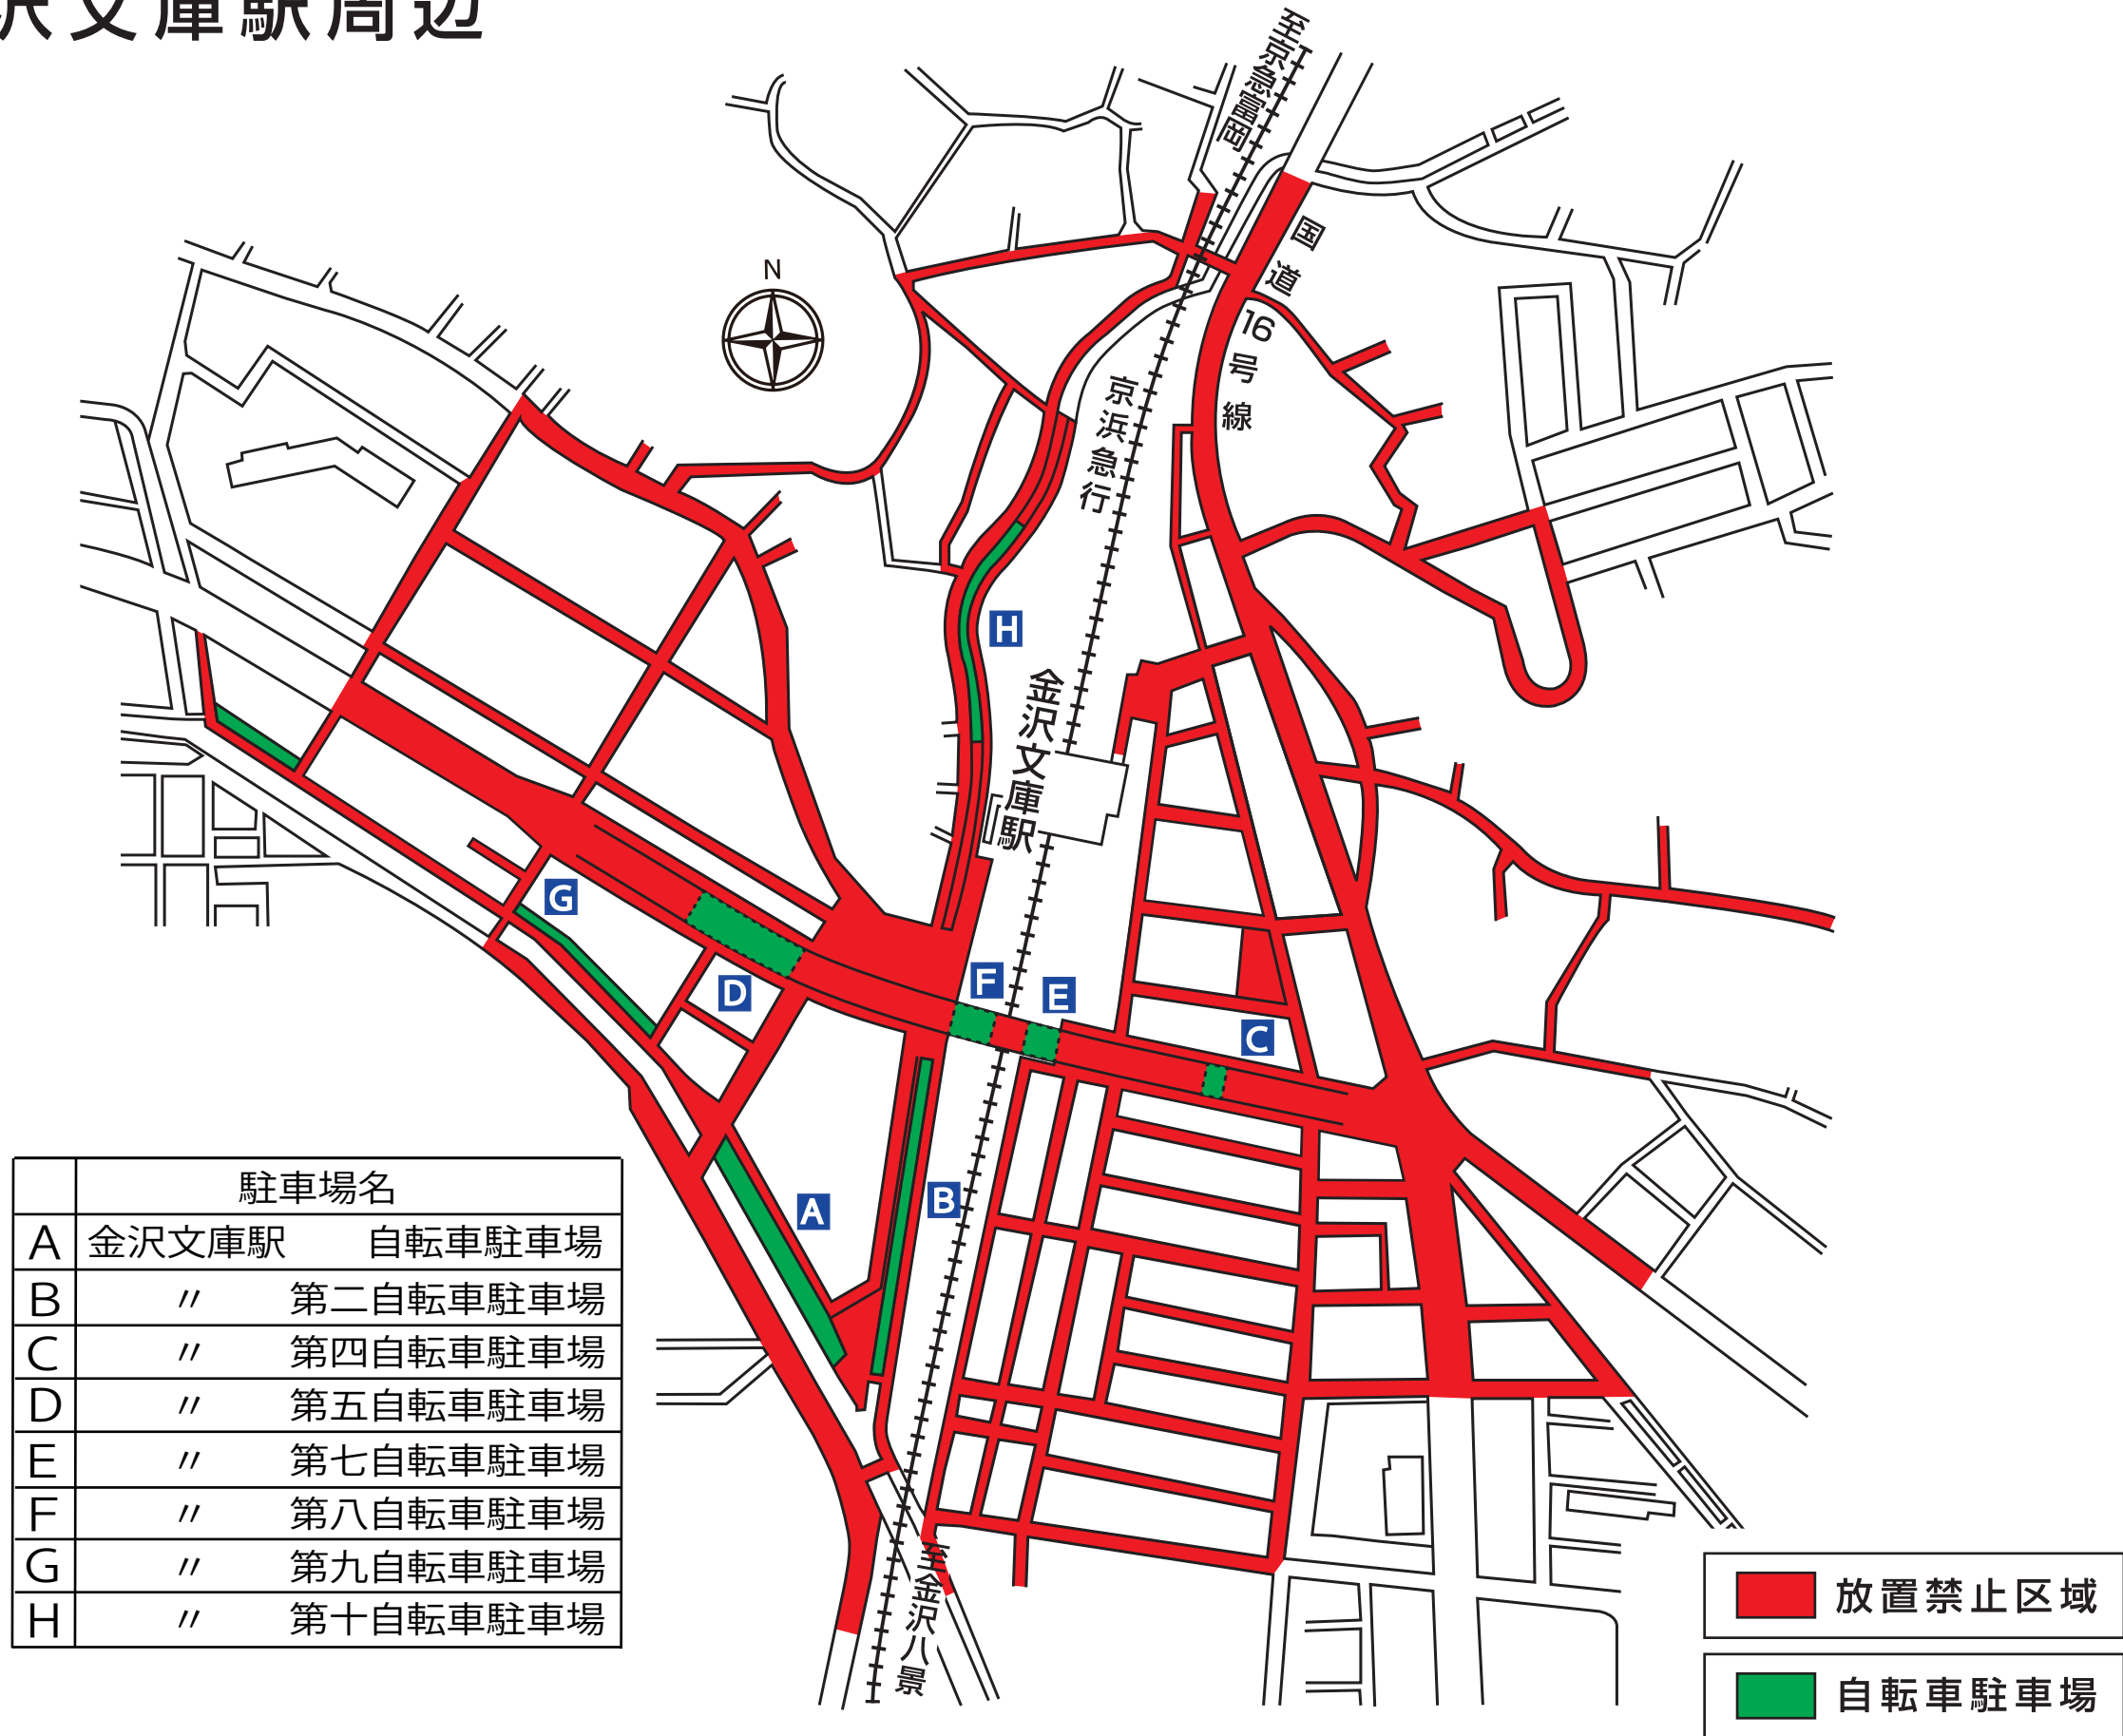 沢文庫駅周辺
至京急富岡
国道16号線
N
京浜急行
H
金沢文庫駅
G
D
F
E
C
A
B
駐車場名
A 金沢文庫駅 自転車駐車場
B 〃 第二自転車駐車場
C 〃 第四自転車駐車場
D 〃 第五自転車駐車場
E 〃 第七自転車駐車場
F 〃 第八自転車駐車場
G 〃 第九自転車駐車場
H 〃 第十自転車駐車場
至金沢八景
放置禁止区域
自転車駐車場